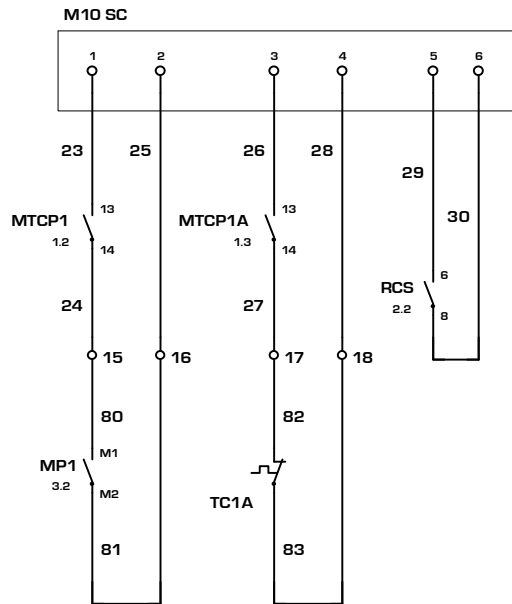 M10 SC
1 2 3 4 5 6
23 25 26 28
29
13 13
MTCP1 MTCP1A
30
1.2 14 1.3 14
6
RCS
24 27
2.2 8
15 16 17 18
80 82
M1
MP1
3.2 M2
TC1A
81 83